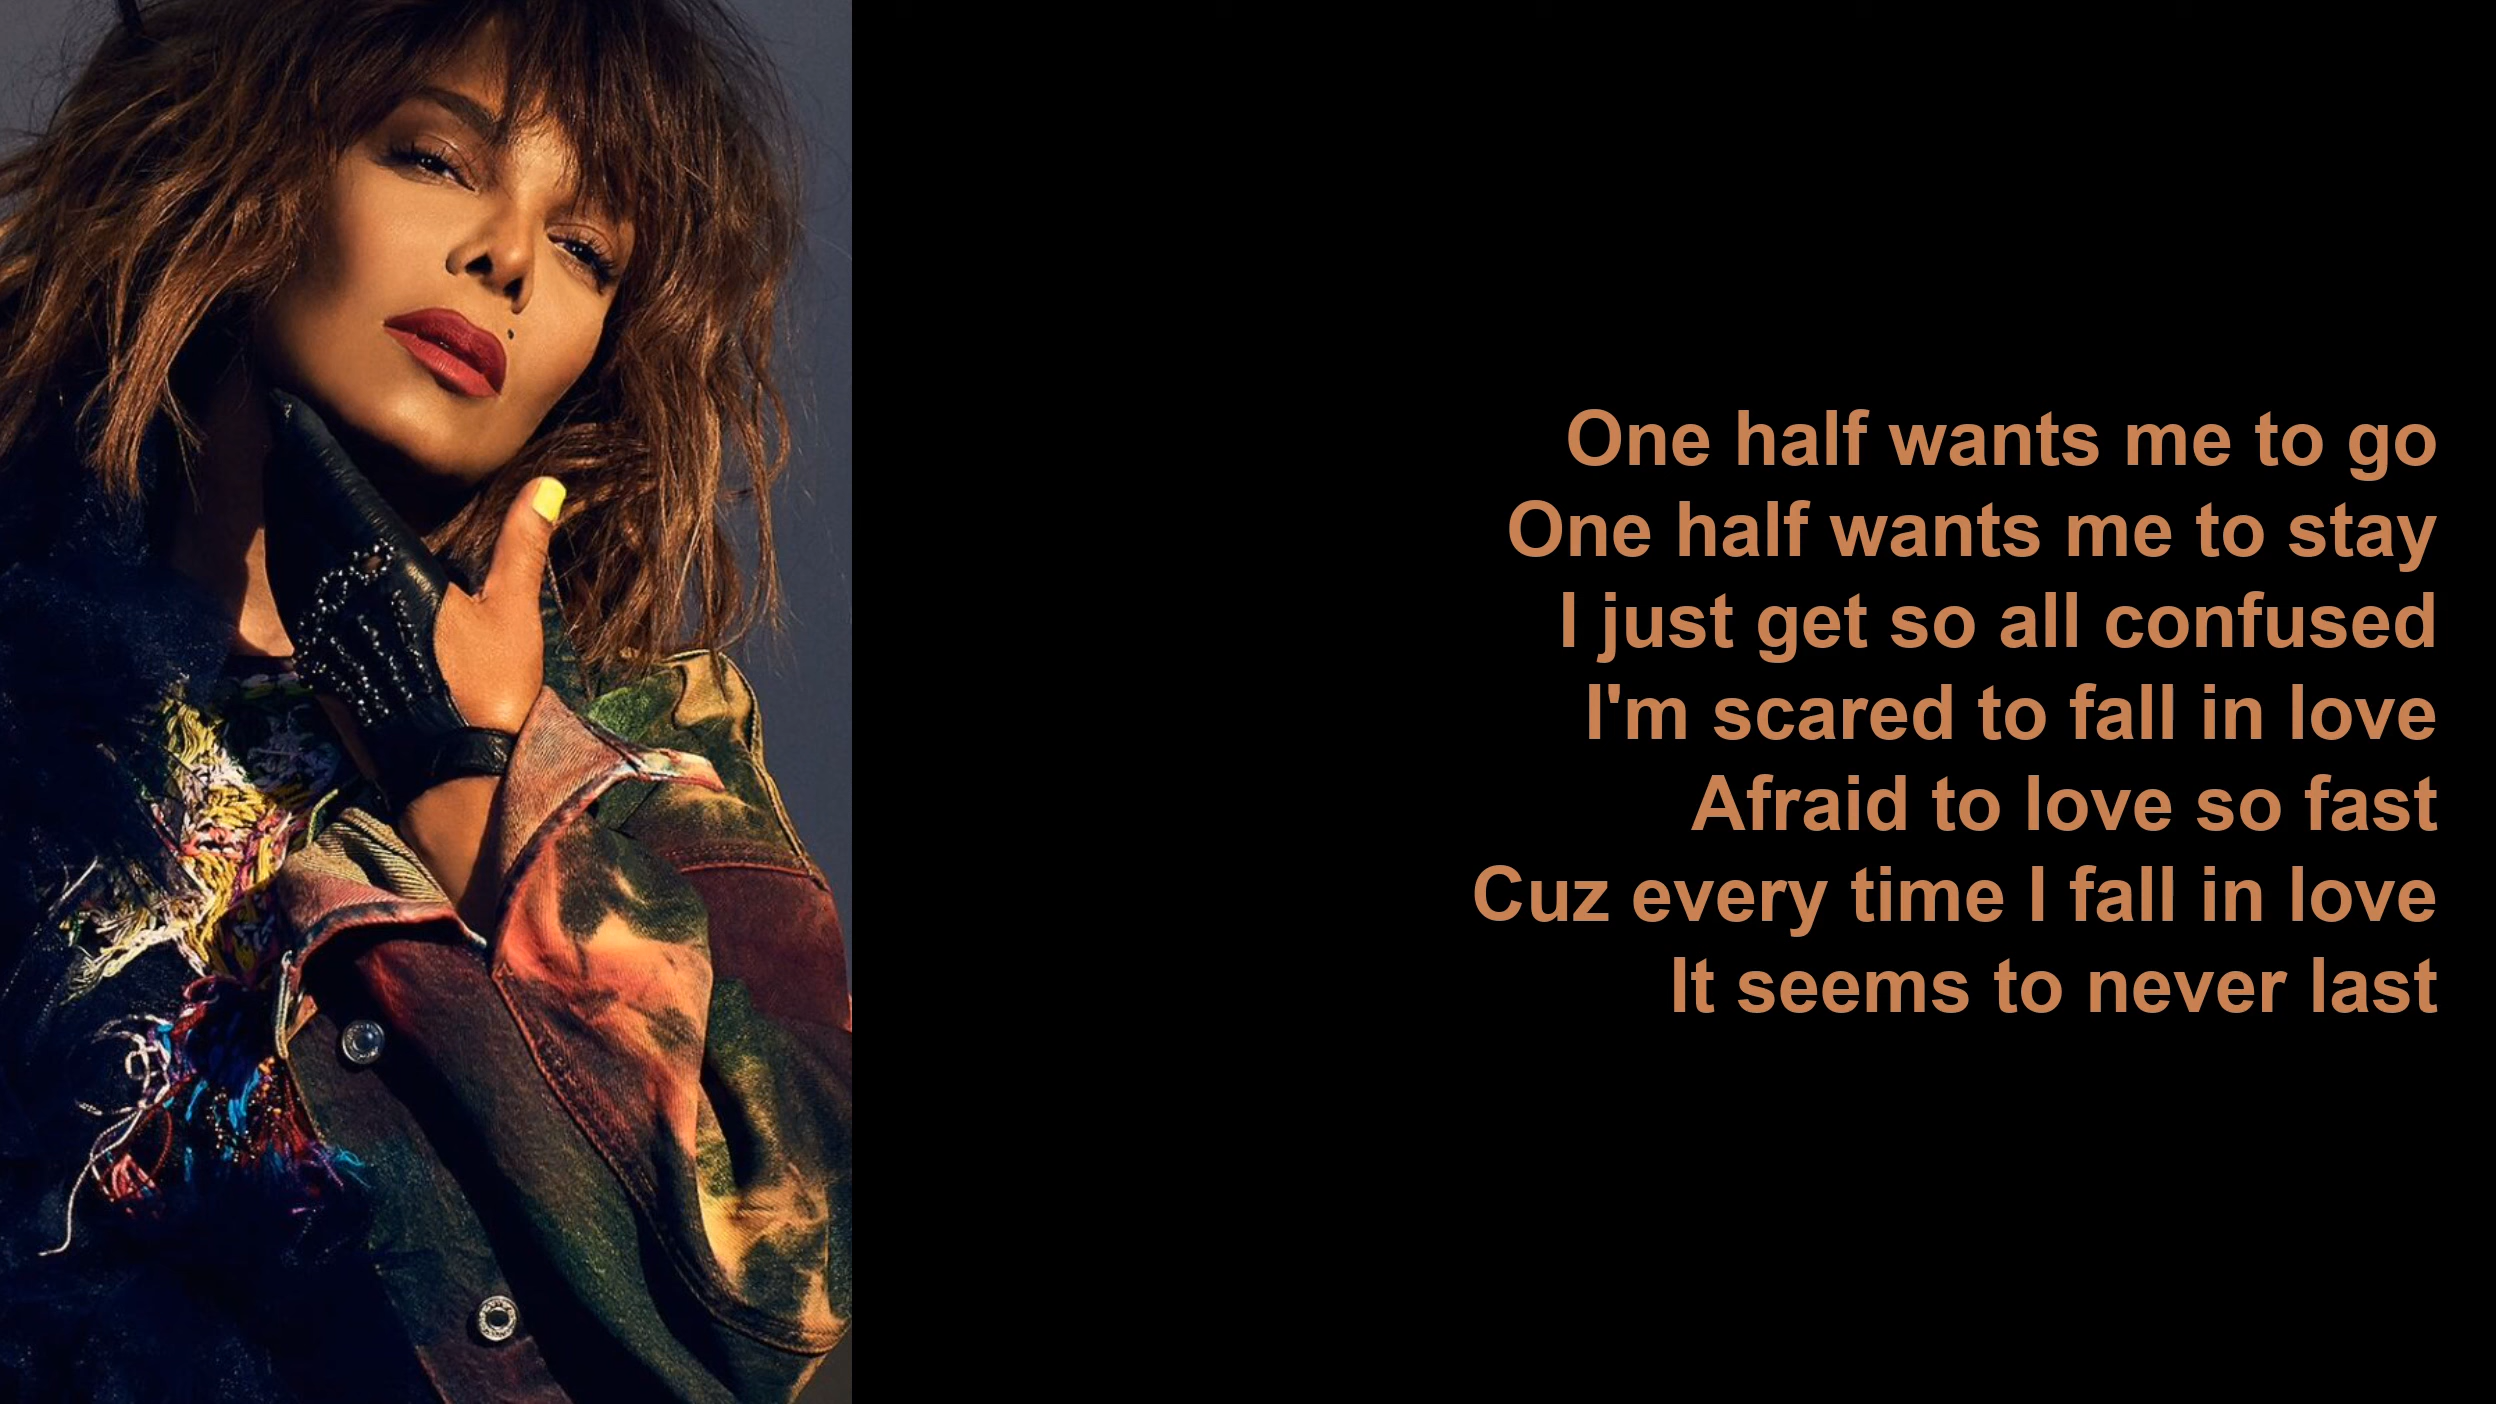 One half wants me to go
One half wants me to stay
I just get so all confused
I'm scared to fall in love
Afraid to love so fast
Cuz every time I fall in love
It seems to never last